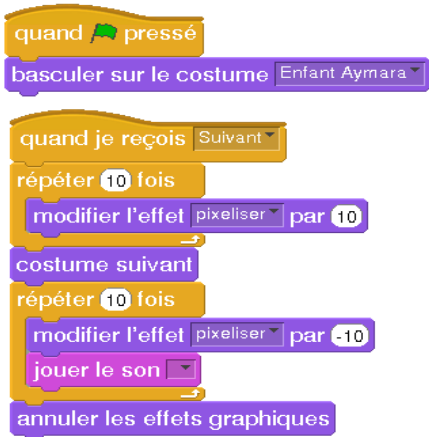 quand pressé
basculer sur le costume Enfant Aymara
quand je reçois Suivant
répéter 10 fois
modifier l'effet pixeliser par 10
costume suivant
répéter 10 fois
modifier l'effet pixeliser par -10
jouer le son
annuler les effets graphiques